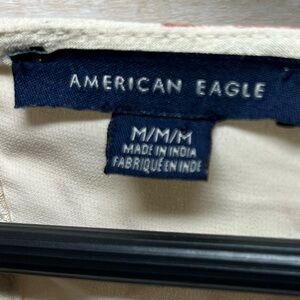 AMERICAN EAGLE
M/M/M
MADE IN INDIA
FABRIQUÉ EN INDE